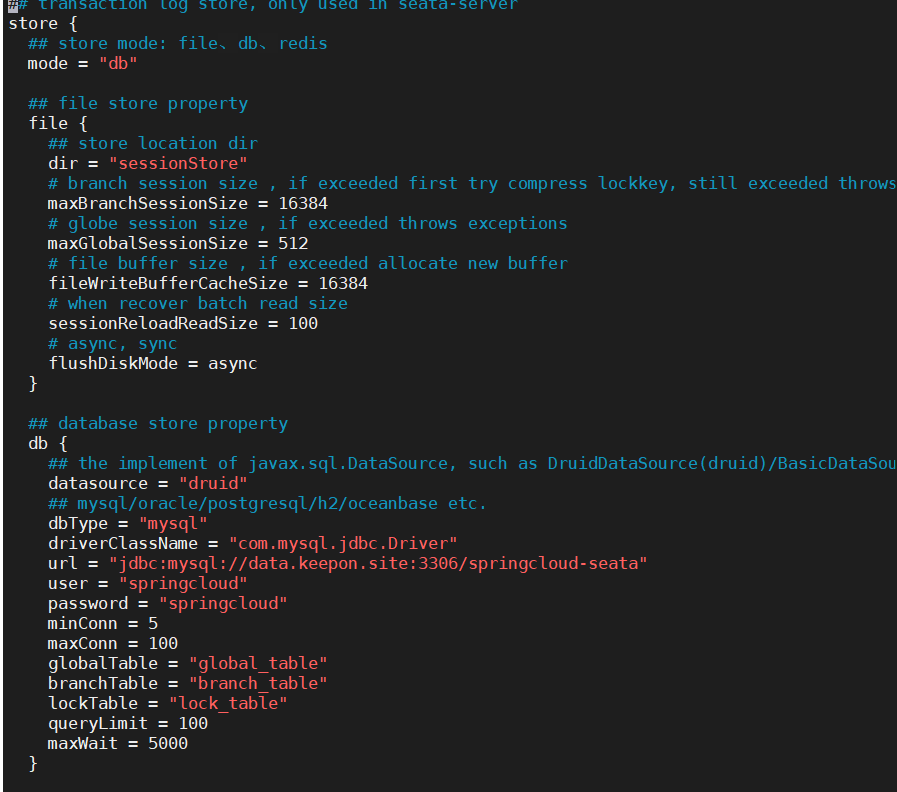 ## transaction log store, only used in seata-server
store {
  ## store mode: file、db、redis
  mode = "db"

  ## file store property
  file {
    ## store location dir
    dir = "sessionStore"
    # branch session size , if exceeded first try compress lockkey, still exceeded throws
    maxBranchSessionSize = 16384
    # globe session size , if exceeded throws exceptions
    maxGlobalSessionSize = 512
    # file buffer size , if exceeded allocate new buffer
    fileWriteBufferCacheSize = 16384
    # when recover batch read size
    sessionReloadReadSize = 100
    # async, sync
    flushDiskMode = async
  }

  ## database store property
  db {
    ## the implement of javax.sql.DataSource, such as DruidDataSource(druid)/BasicDataSou
    datasource = "druid"
    ## mysql/oracle/postgresql/h2/oceanbase etc.
    dbType = "mysql"
    driverClassName = "com.mysql.jdbc.Driver"
    url = "jdbc:mysql://data.keepon.site:3306/springcloud-seata"
    user = "springcloud"
    password = "springcloud"
    minConn = 5
    maxConn = 100
    globalTable = "global_table"
    branchTable = "branch_table"
    lockTable = "lock_table"
    queryLimit = 100
    maxWait = 5000
  }